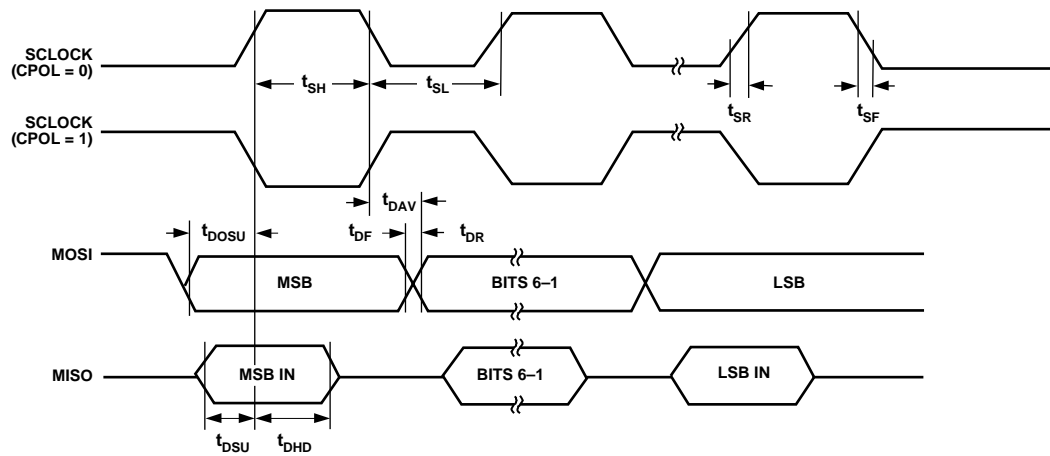 SCLOCK
(CPOL = 0)
tSH
tSL
tSR
tSF
SCLOCK
(CPOL = 1)
tDAV
tDOSU
tDF
tDR
MOSI
MSB
BITS 6–1
LSB
MISO
MSB IN
BITS 6–1
LSB IN
tDSU
tDHD